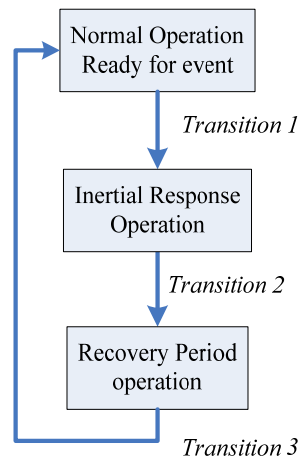 Normal Operation
Ready for event
Transition 1
Inertial Response
Operation
Transition 2
Recovery Period
operation
Transition 3